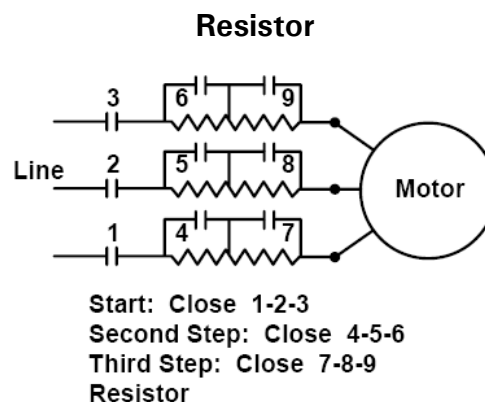 Resistor
3
6
9
Line
2
5
8
Motor
1
4
7
Start: Close 1-2-3
Second Step: Close 4-5-6
Third Step: Close 7-8-9
Resistor